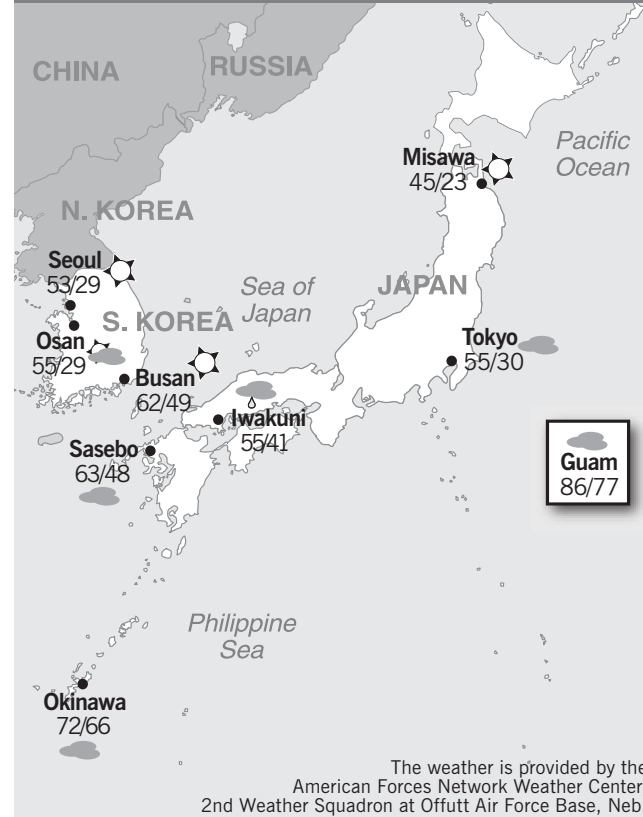 CHINA
RUSSIA
Pacific
Ocean
Misawa
45/23
N. KOREA
Seoul
53/29
Sea of
Japan
JAPAN
S. KOREA
Osan
55/29
Tokyo
55/30
Busan
62/49
Iwakuni
55/41
Sasebo
63/48
Guam
86/77
Philippine
Sea
Okinawa
72/66
The weather is provided by the
American Forces Network Weather Center
2nd Weather Squadron at Offutt Air Force Base, Neb